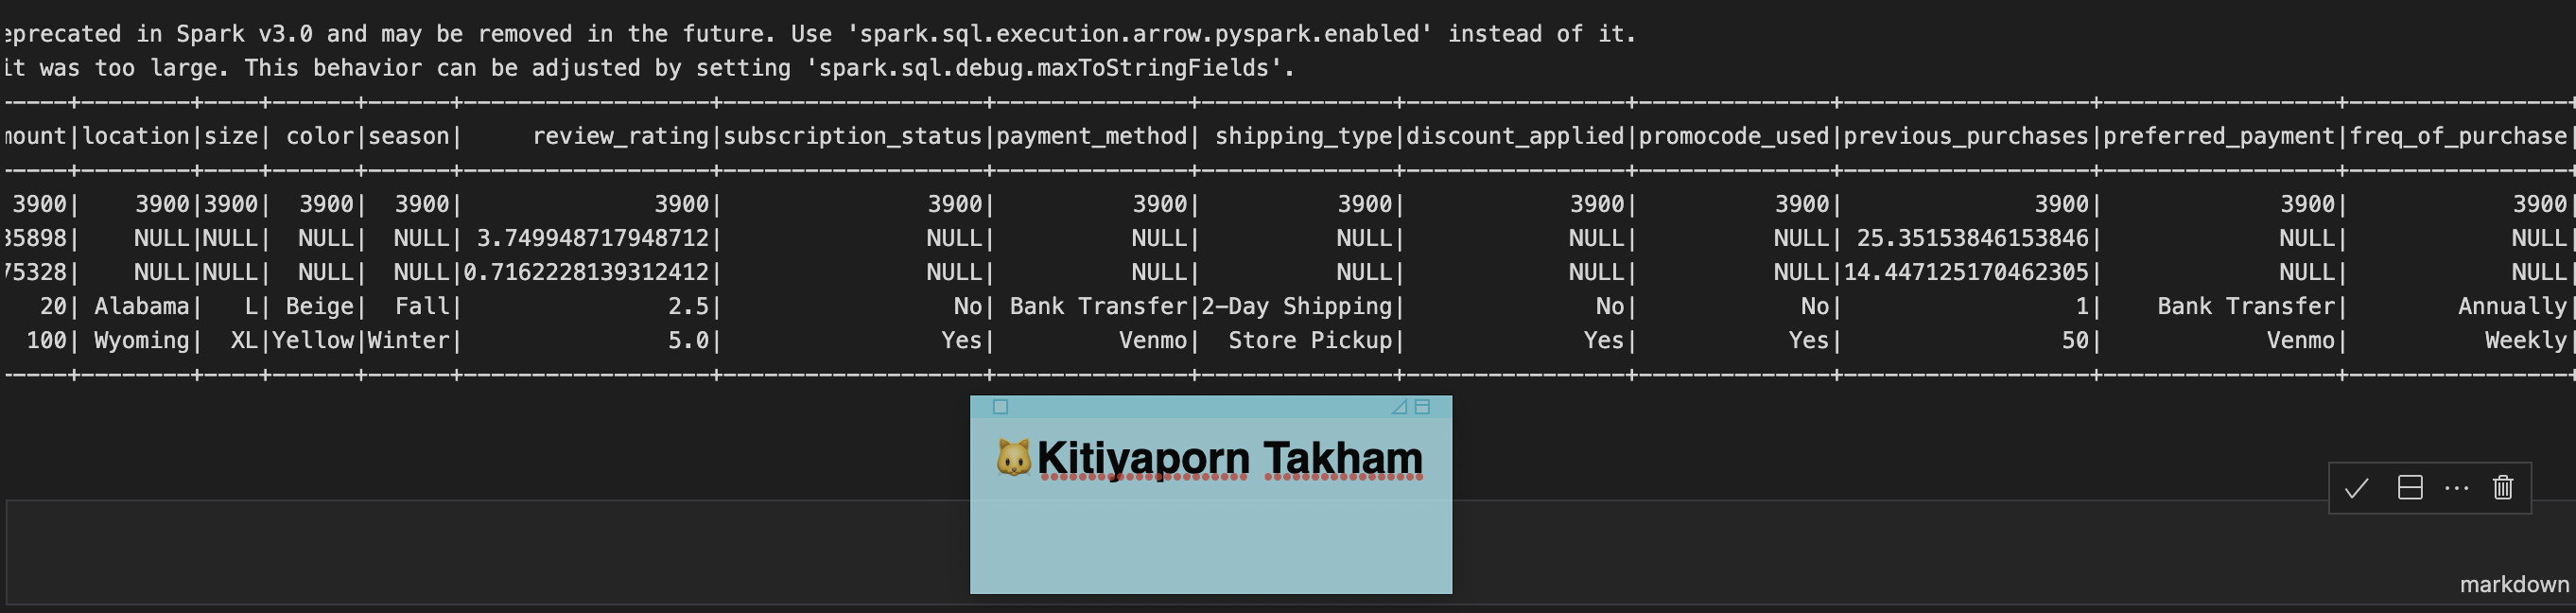 eprecated in Spark v3.0 and may be removed in the future. Use 'spark.sql.execution.arrow.pyspark.enabled' instead of it.
it was too large. This behavior can be adjusted by setting 'spark.sql.debug.maxToStringFields'.
-----+--------+----+------+------+------------------+-------------------+--------------+--------------+----------------+--------------+------------------+-----------------+----------------+
mount|location|size| color|season|     review_rating|subscription_status|payment_method| shipping_type|discount_applied|promocode_used|previous_purchases|preferred_payment|freq_of_purchase|
-----+--------+----+------+------+------------------+-------------------+--------------+--------------+----------------+--------------+------------------+-----------------+----------------+
 3900|    3900|3900|  3900|  3900|              3900|               3900|          3900|          3900|            3900|          3900|              3900|             3900|            3900|
35898|    NULL|NULL|  NULL|  NULL| 3.749948717948712|               NULL|          NULL|          NULL|            NULL|          NULL| 25.35153846153846|             NULL|            NULL|
75328|    NULL|NULL|  NULL|  NULL|0.7162228139312412|               NULL|          NULL|          NULL|            NULL|          NULL|14.447125170462305|             NULL|            NULL|
   20| Alabama|   L| Beige|  Fall|               2.5|                 No| Bank Transfer|2-Day Shipping|              No|            No|                 1|    Bank Transfer|        Annually|
  100| Wyoming|  XL|Yellow|Winter|               5.0|                Yes|         Venmo|  Store Pickup|             Yes|           Yes|                50|            Venmo|          Weekly|
-----+--------+----+------+------+------------------+-------------------+--------------+--------------+----------------+--------------+------------------+-----------------+----------------+
🐱Kitiyaporn Takham
markdown